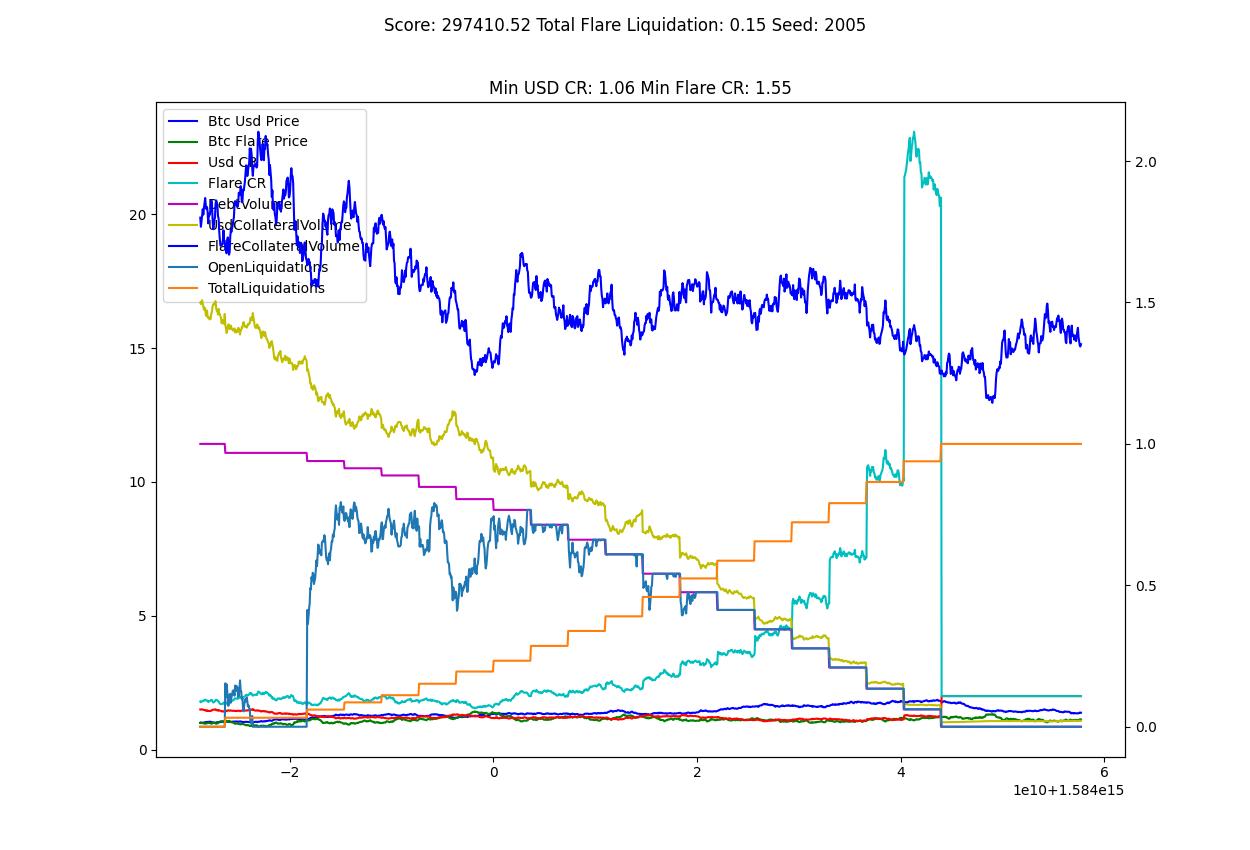 Score: 297410.52 Total Flare Liquidation: 0.15 Seed: 2005
Min USD CR: 1.06 Min Flare CR: 1.55
Btc Usd Price
Btc Flare Price
Usd CR
Flare CR
DebtVolume
UsdCollateralVolume
FlareCollateralVolume
OpenLiquidations
TotalLiquidations
20
15
10
5
0
2.0
1.5
1.0
0.5
0.0
−2 0 2 4 6
1e10+1.584e15